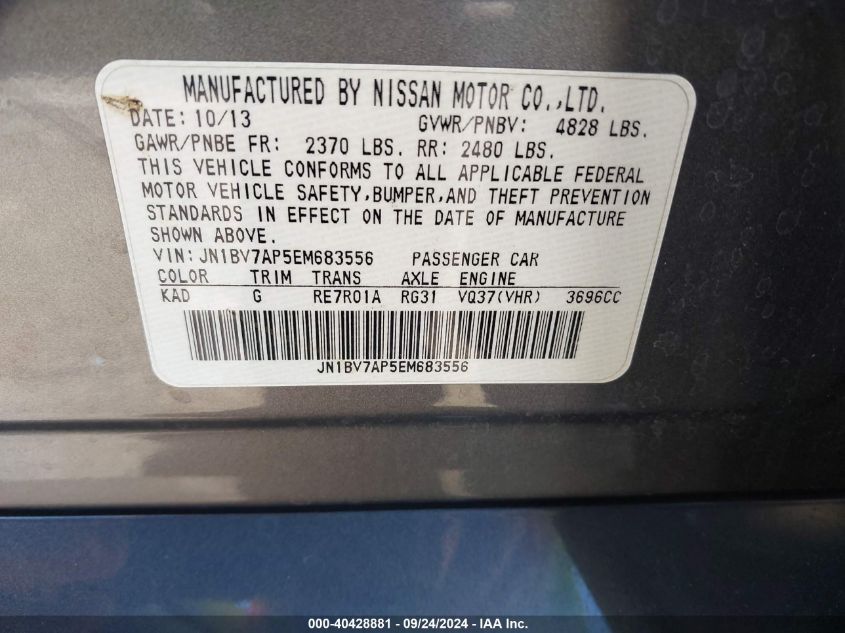 MANUFACTURED BY NISSAN MOTOR CO.,LTD.
DATE: 10/13 GVWR/PNBV: 4828 LBS.
GAWR/PNBE FR: 2370 LBS. RR: 2480 LBS.
THIS VEHICLE CONFORMS TO ALL APPLICABLE FEDERAL
MOTOR VEHICLE SAFETY,BUMPER,AND THEFT PREVENTION
STANDARDS IN EFFECT ON THE DATE OF MANUFACTURE
SHOWN ABOVE.
VIN:JN1BV7AP5EM683556 PASSENGER CAR
COLOR TRIM TRANS AXLE ENGINE
KAD G RE7R01A RG31 VQ37(VHR) 3696CC
JN1BV7AP5EM683556
000-40428881 - 09/24/2024 - IAA Inc.